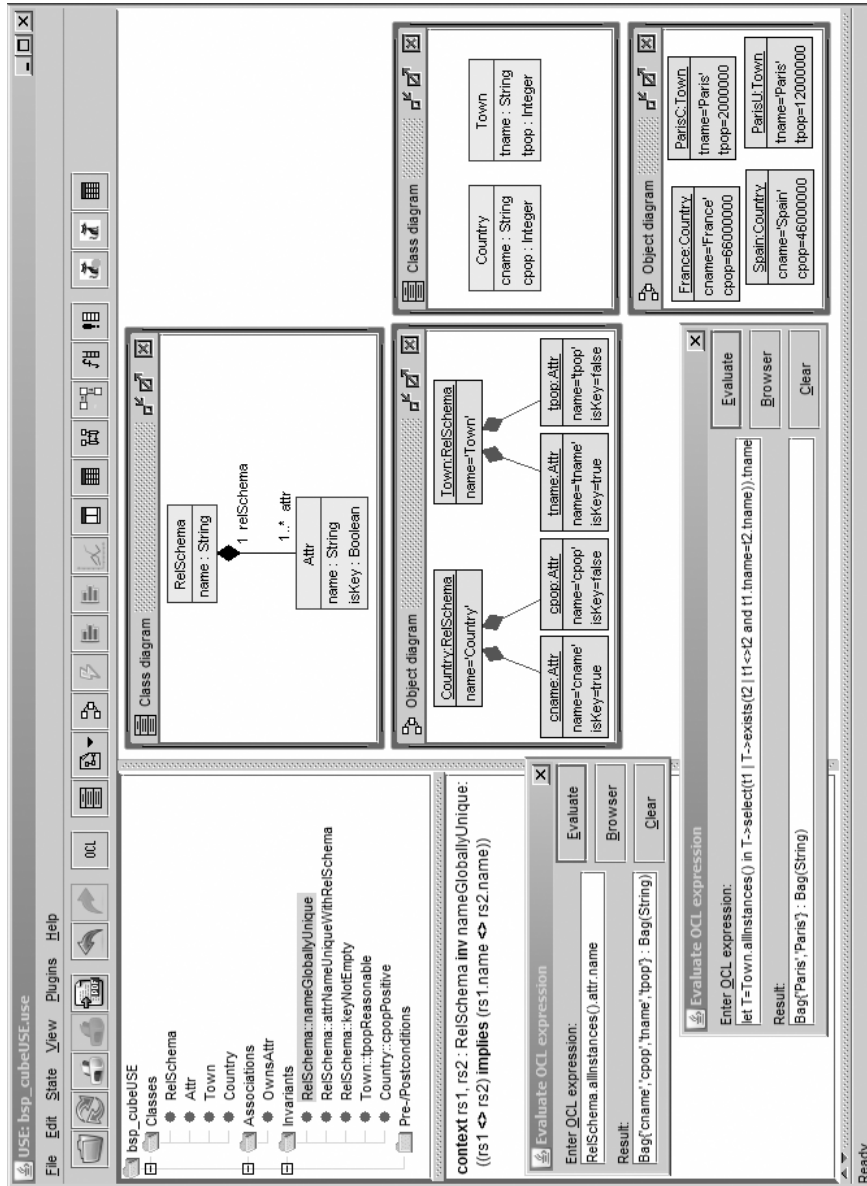 USE: bsp_cubeUSE.use
File Edit State View Plugins Help
OCL
PDF
bsp_cubeUSE
Classes
RelSchema
Attr
Town
Country
Associations
OwnsAttr
Invariants
RelSchema::nameGloballyUnique
RelSchema::attrNameUniqueWithRelSchema
RelSchema::keyNotEmpty
Town::tpopReasonable
Country::cpopPositive
Pre-/Postconditions
context rs1, rs2 : RelSchema inv nameGloballyUnique:
((rs1 <> rs2) implies (rs1.name <> rs2.name))
Class diagram
RelSchema
name : String
1 relSchema
1..* attr
Attr
name : String
isKey : Boolean
Class diagram
Country
cname : String
cpop : Integer
Town
tname : String
tpop : Integer
Object diagram
Country:RelSchema
name='Country'
Town:RelSchema
name='Town'
cname:Attr
name='cname'
isKey=true
cpop:Attr
name='cpop'
isKey=false
tname:Attr
name='tname'
isKey=true
tpop:Attr
name='tpop'
isKey=false
Object diagram
France:Country
cname='France'
cpop=66000000
ParisC:Town
tname='Paris'
tpop=2000000
Spain:Country
cname='Spain'
cpop=46000000
ParisU:Town
tname='Paris'
tpop=12000000
Evaluate OCL expression
Enter OCL expression:
RelSchema.allInstances().attr.name
Result:
Bag{'cname','cpop','tname','tpop'} : Bag(String)
Evaluate
Browser
Clear
Evaluate OCL expression
Enter OCL expression:
let T=Town.allInstances() in T->select(t1 | T->exists(t2 | t1<>t2 and t1.tname=t2.tname)).tname
Result:
Bag{'Paris','Paris'} : Bag(String)
Evaluate
Browser
Clear
Ready.